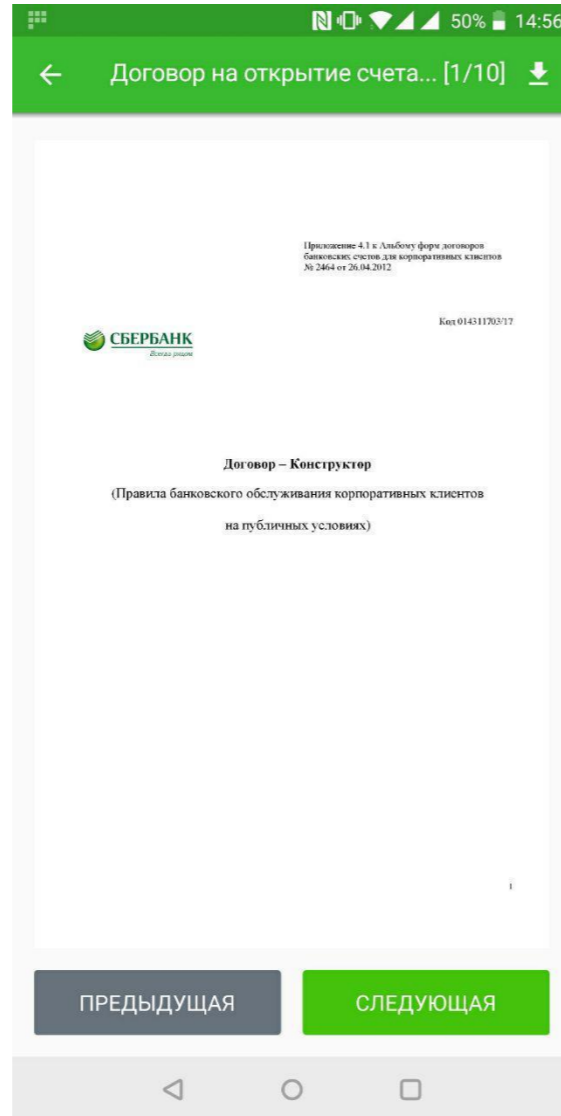 50% 14:56
Договор на открытие счета... [1/10]
Приложение 4.1 к Альбому форм договоров
банковских счетов для корпоративных клиентов
№ 2464 от 26.04.2012
Код 014311703/17
СБЕРБАНК
Всегда рядом
Договор – Конструктор
(Правила банковского обслуживания корпоративных клиентов
на публичных условиях)
1
ПРЕДЫДУЩАЯ СЛЕДУЮЩАЯ